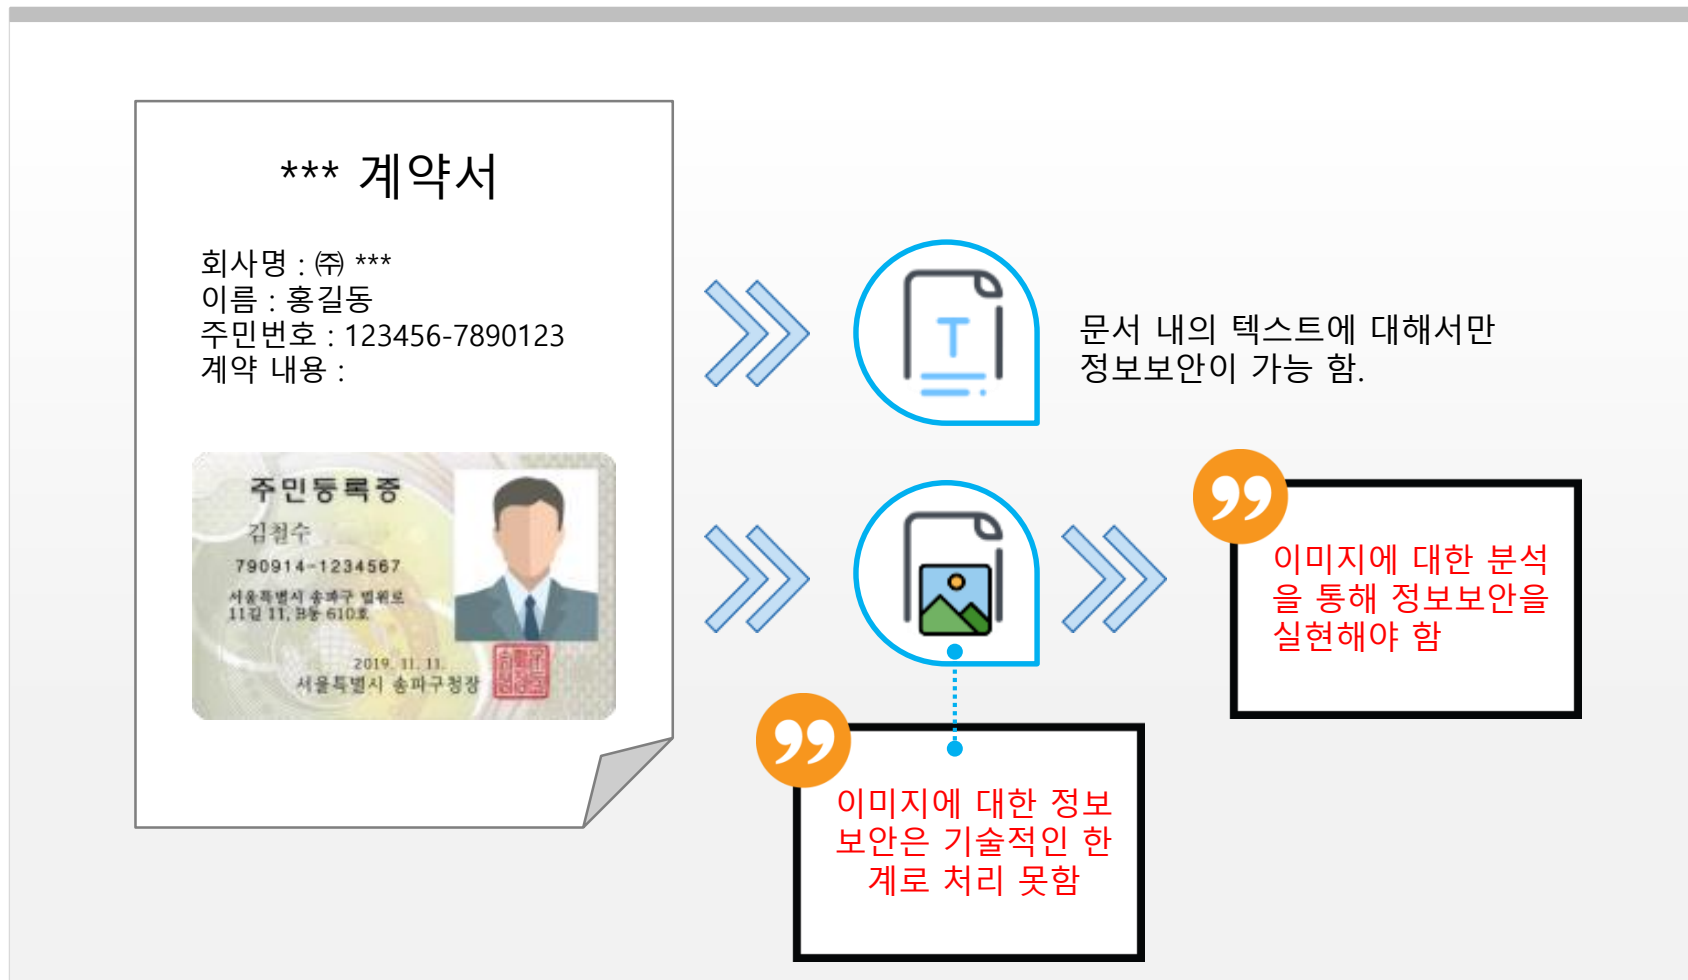 *** 계약서
회사명 : ㈜ ***
이름 : 홍길동
주민번호 : 123456-7890123
계약 내용 :
주민등록증
김철수
790914-1234567
서울특별시 송파구 법원로
11길 11, B동 610호
2019. 11. 11.
서울특별시 송파구청장
T
문서 내의 텍스트에 대해서만
정보보안이 가능 함.
이미지에 대한 분석
을 통해 정보보안을
실현해야 함
이미지에 대한 정보
보안은 기술적인 한
계로 처리 못함